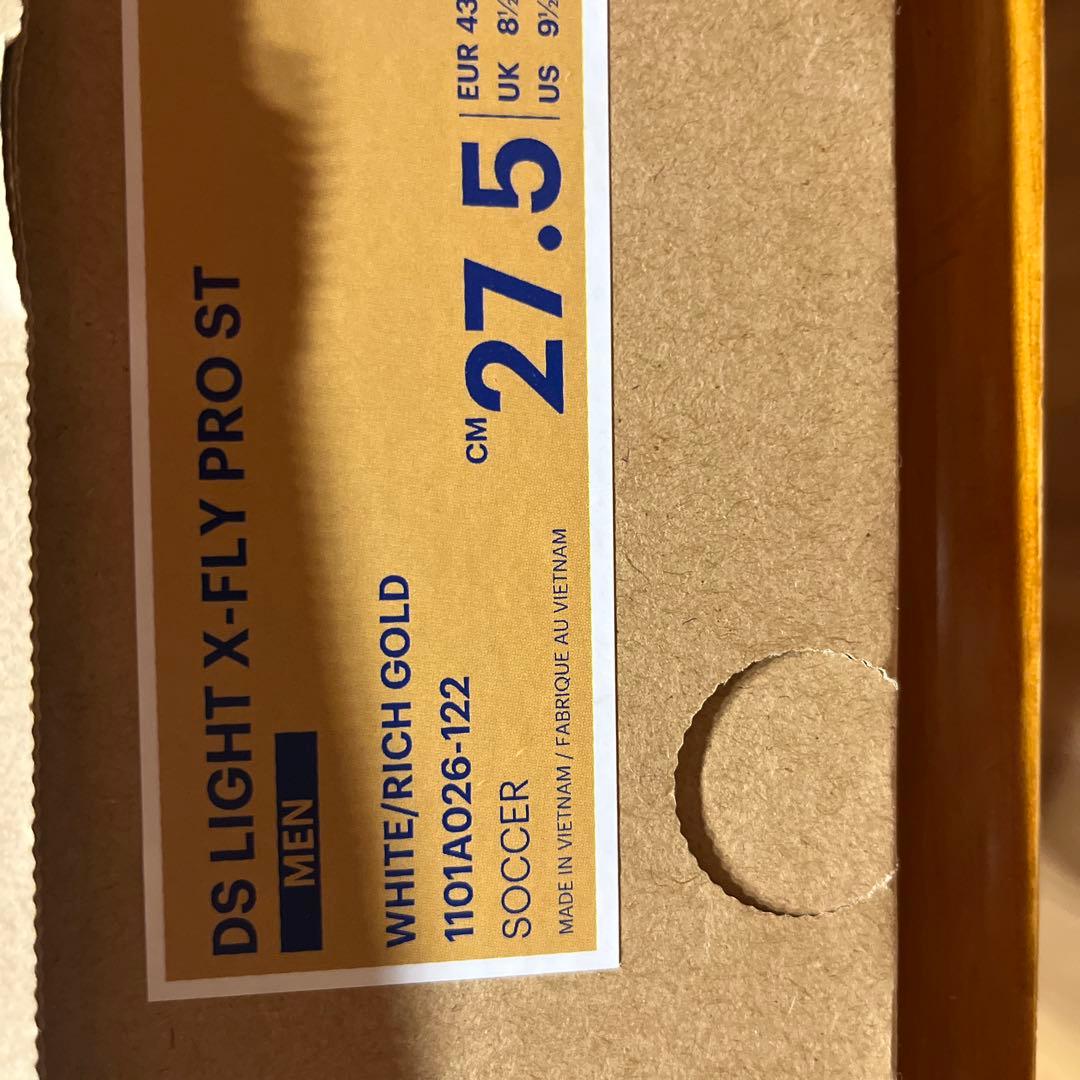 DS LIGHT X-FLY PRO ST
MEN
WHITE/RICH GOLD
1101A026-122
SOCCER
MADE IN VIETNAM / FABRIQUE AU VIETNAM
CM 27.5
EUR 43
UK 8½
US 9½